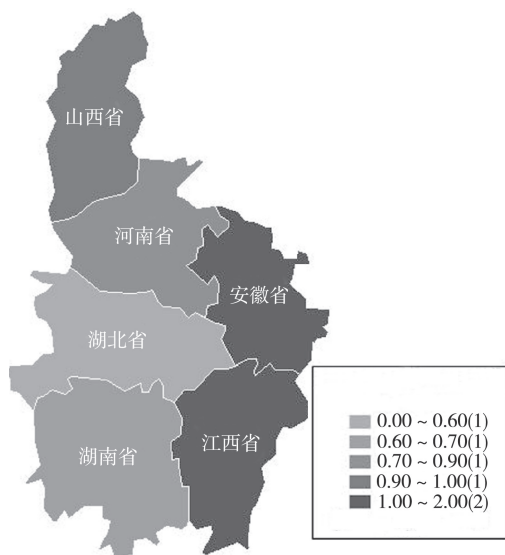 山西省
河南省
安徽省
湖北省
湖南省
江西省
0.00 ~ 0.60(1)
0.60 ~ 0.70(1)
0.70 ~ 0.90(1)
0.90 ~ 1.00(1)
1.00 ~ 2.00(2)